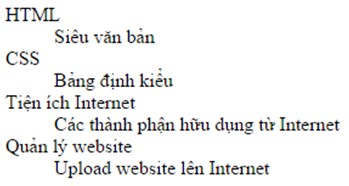 HTML
Siêu văn bản
CSS
Bảng định kiểu
Tiện ích Internet
Các thành phận hữu dụng từ Internet
Quản lý website
Upload website lên Internet